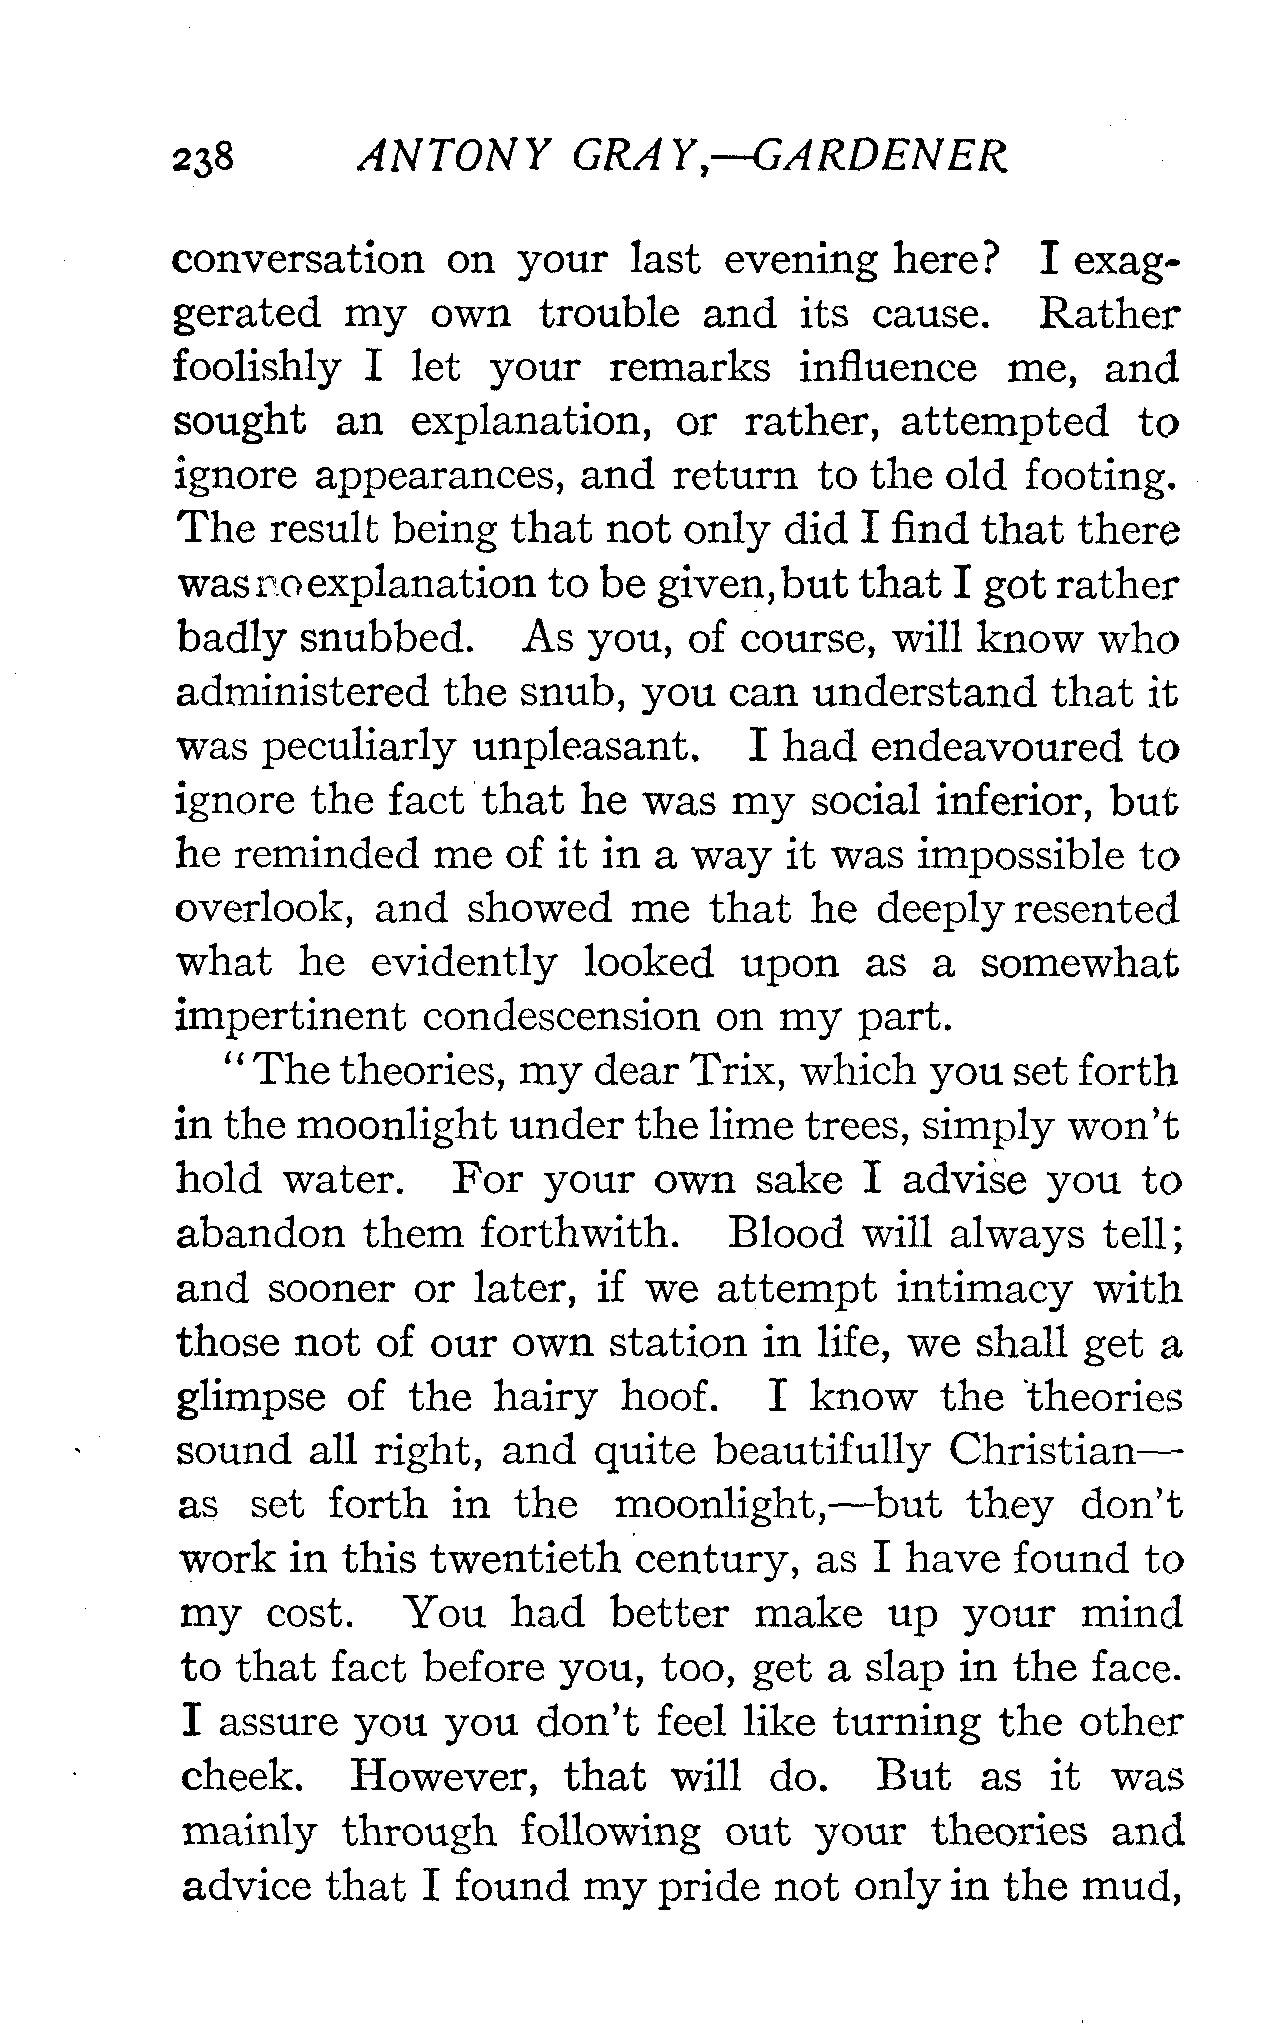 238 ANTONY GRAY,—GARDENER
conversation on your last evening here? I exag-
gerated my own trouble and its cause. Rather
foolishly I let your remarks influence me, and
sought an explanation, or rather, attempted to
ignore appearances, and return to the old footing.
The result being that not only did I find that there
was no explanation to be given, but that I got rather
badly snubbed. As you, of course, will know who
administered the snub, you can understand that it
was peculiarly unpleasant. I had endeavoured to
ignore the fact that he was my social inferior, but
he reminded me of it in a way it was impossible to
overlook, and showed me that he deeply resented
what he evidently looked upon as a somewhat
impertinent condescension on my part.
"The theories, my dear Trix, which you set forth
in the moonlight under the lime trees, simply won't
hold water. For your own sake I advise you to
abandon them forthwith. Blood will always tell;
and sooner or later, if we attempt intimacy with
those not of our own station in life, we shall get a
glimpse of the hairy hoof. I know the theories
sound all right, and quite beautifully Christian—
as set forth in the moonlight,—but they don't
work in this twentieth century, as I have found to
my cost. You had better make up your mind
to that fact before you, too, get a slap in the face.
I assure you you don't feel like turning the other
cheek. However, that will do. But as it was
mainly through following out your theories and
advice that I found my pride not only in the mud,